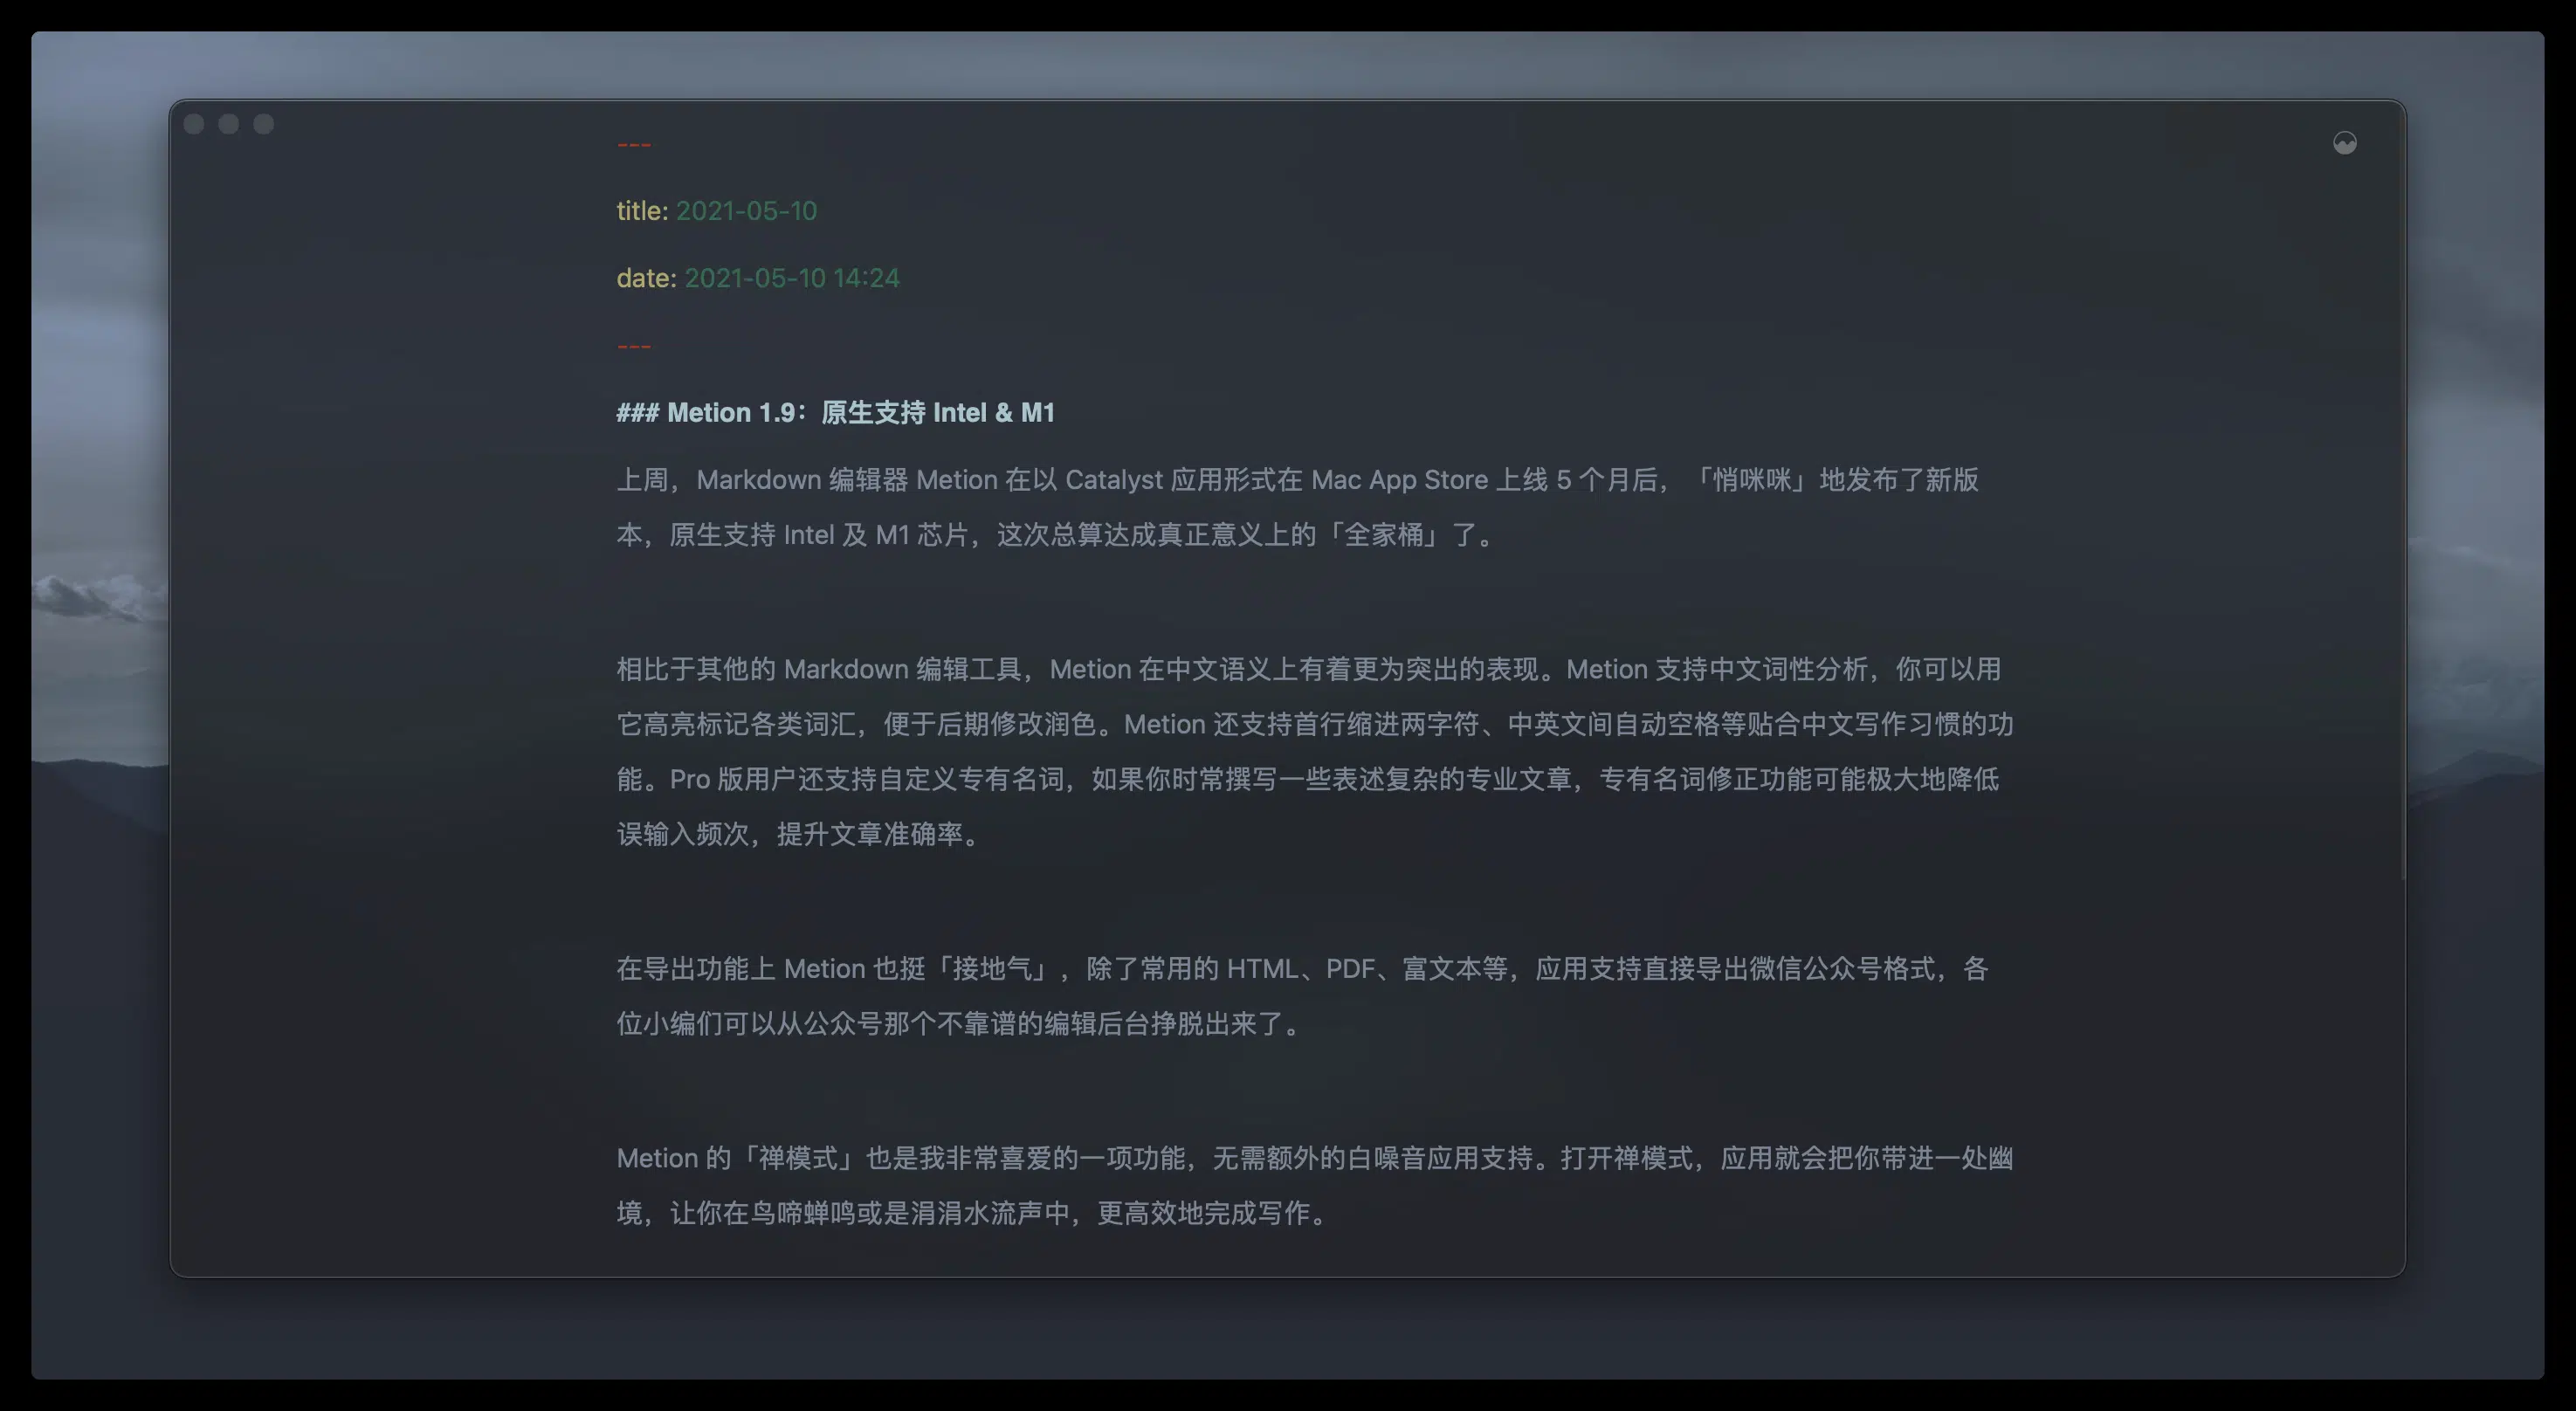 ---
title: 2021-05-10
date: 2021-05-10 14:24
---
### Metion 1.9：原生支持 Intel & M1
上周，Markdown 编辑器 Metion 在以 Catalyst 应用形式在 Mac App Store 上线 5 个月后，「悄咪咪」地发布了新版
本，原生支持 Intel 及 M1 芯片，这次总算达成真正意义上的「全家桶」了。
相比于其他的 Markdown 编辑工具，Metion 在中文语义上有着更为突出的表现。Metion 支持中文词性分析，你可以用
它高亮标记各类词汇，便于后期修改润色。Metion 还支持首行缩进两字符、中英文间自动空格等贴合中文写作习惯的功
能。Pro 版用户还支持自定义专有名词，如果你时常撰写一些表述复杂的专业文章，专有名词修正功能可能极大地降低
误输入频次，提升文章准确率。
在导出功能上 Metion 也挺「接地气」，除了常用的 HTML、PDF、富文本等，应用支持直接导出微信公众号格式，各
位小编们可以从公众号那个不靠谱的编辑后台挣脱出来了。
Metion 的「禅模式」也是我非常喜爱的一项功能，无需额外的白噪音应用支持。打开禅模式，应用就会把你带进一处幽
境，让你在鸟啼蝉鸣或是涓涓水流声中，更高效地完成写作。